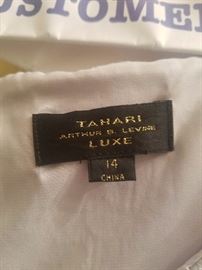 CUSTOMER
TAHARI
ARTHUR S. LEVINE
LUXE
14
CHINA